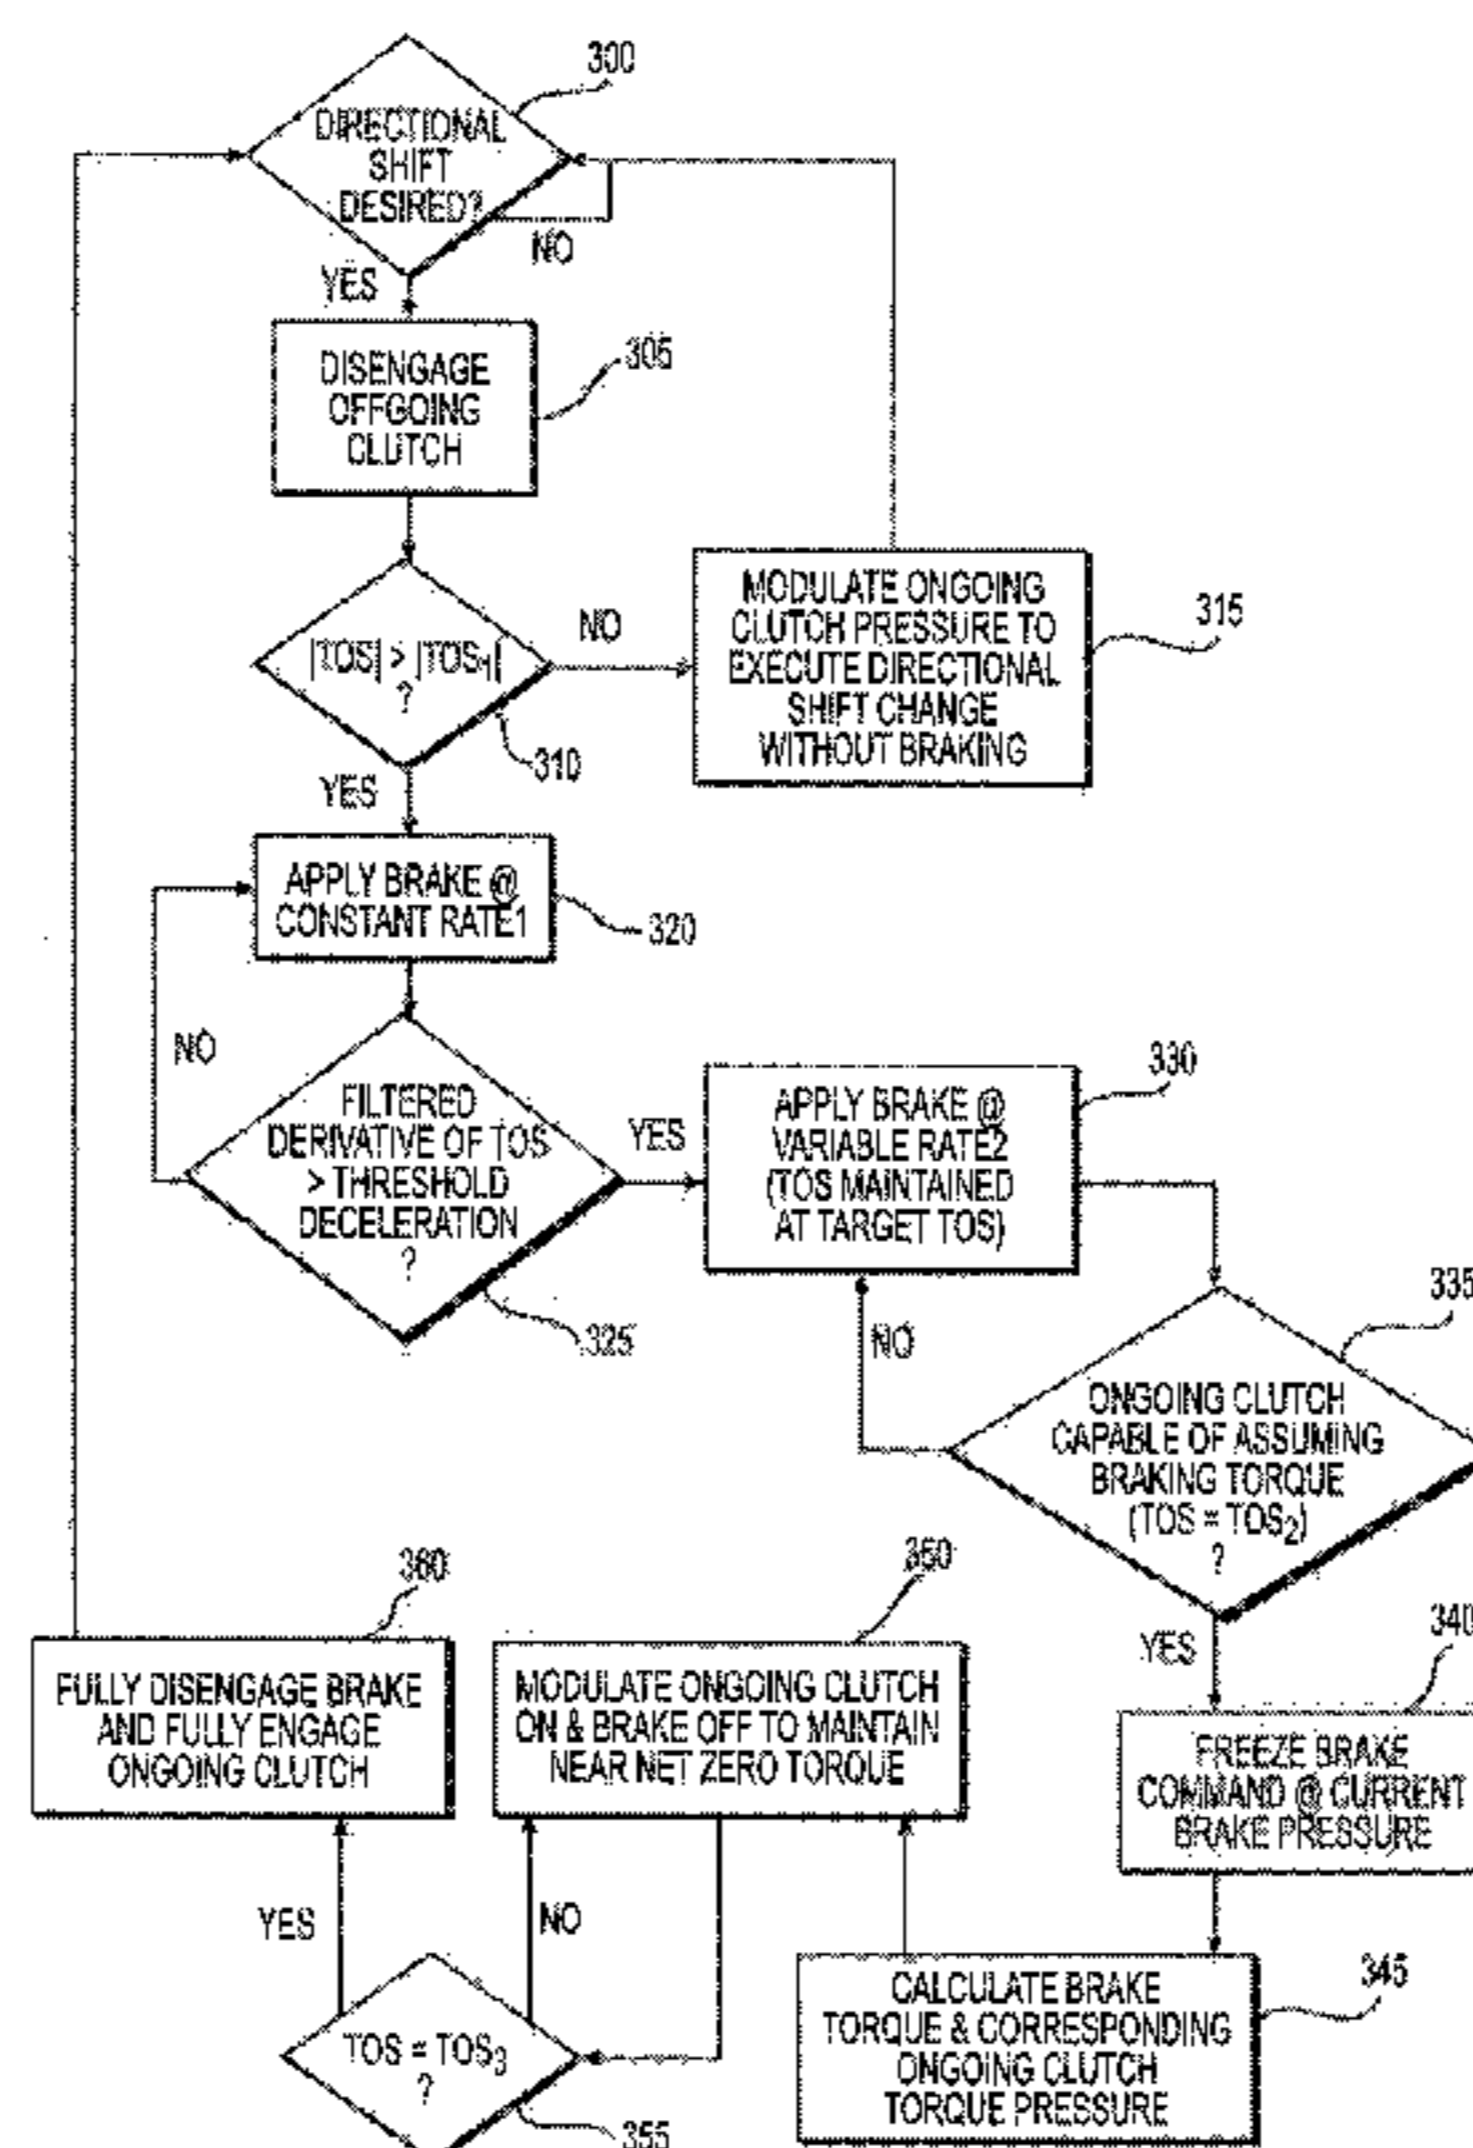 300
DIRECTIONAL
SHIFT
DESIRED?
NO
YES
305
DISENGAGE
OFFGOING
CLUTCH
|TOS| > |TOS1|
?
NO
310
YES
MODULATE ONGOING
CLUTCH PRESSURE TO
EXECUTE DIRECTIONAL
SHIFT CHANGE
WITHOUT BRAKING
315
APPLY BRAKE @
CONSTANT RATE1
320
NO
FILTERED
DERIVATIVE OF TOS
> THRESHOLD
DECELERATION
?
325
YES
330
APPLY BRAKE @
VARIABLE RATE2
(TOS MAINTAINED
AT TARGET TOS)
NO
335
ONGOING CLUTCH
CAPABLE OF ASSUMING
BRAKING TORQUE
(TOS = TOS2)
?
YES
340
FREEZE BRAKE
COMMAND @ CURRENT
BRAKE PRESSURE
345
CALCULATE BRAKE
TORQUE & CORRESPONDING
ONGOING CLUTCH
TORQUE PRESSURE
350
MODULATE ONGOING CLUTCH
ON & BRAKE OFF TO MAINTAIN
NEAR NET ZERO TORQUE
360
FULLY DISENGAGE BRAKE
AND FULLY ENGAGE
ONGOING CLUTCH
YES
NO
TOS = TOS3
?
355